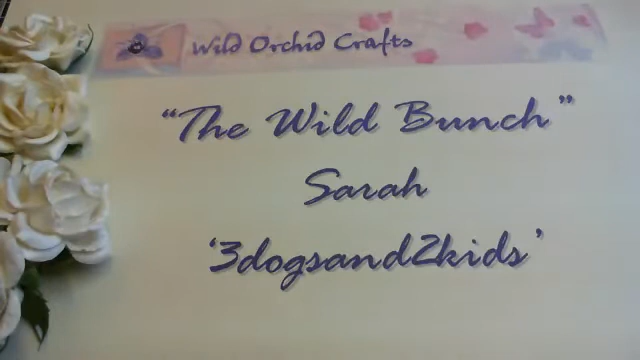 Wild Orchid Crafts
"The Wild Bunch"
Sarah
'3dogsand2kids'